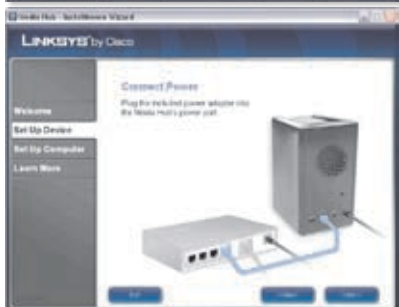 Media Hub - InstallShield Wizard
LINKSYS by Cisco
Connect Power
Plug the included power adapter into
the Media Hub's power port.
Welcome
Set Up Device
Set Up Computer
Learn More